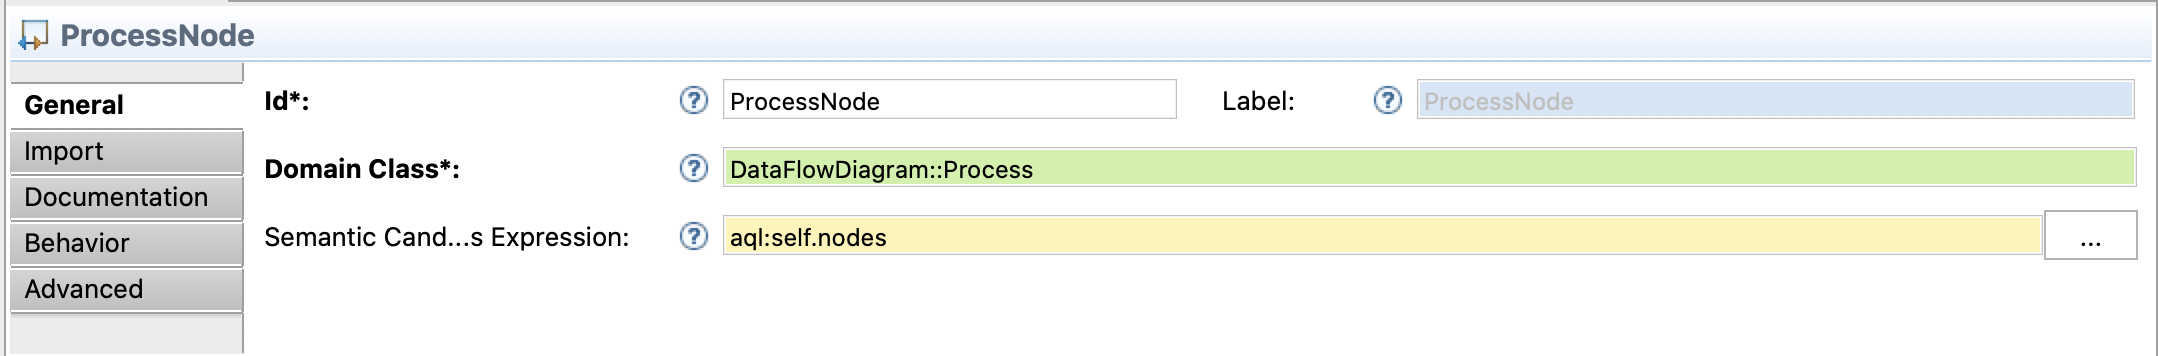 ProcessNode
General
Import
Documentation
Behavior
Advanced
Id*: ? ProcessNode Label: ? ProcessNode
Domain Class*: ? DataFlowDiagram::Process
Semantic Cand...s Expression: ? aql:self.nodes ...